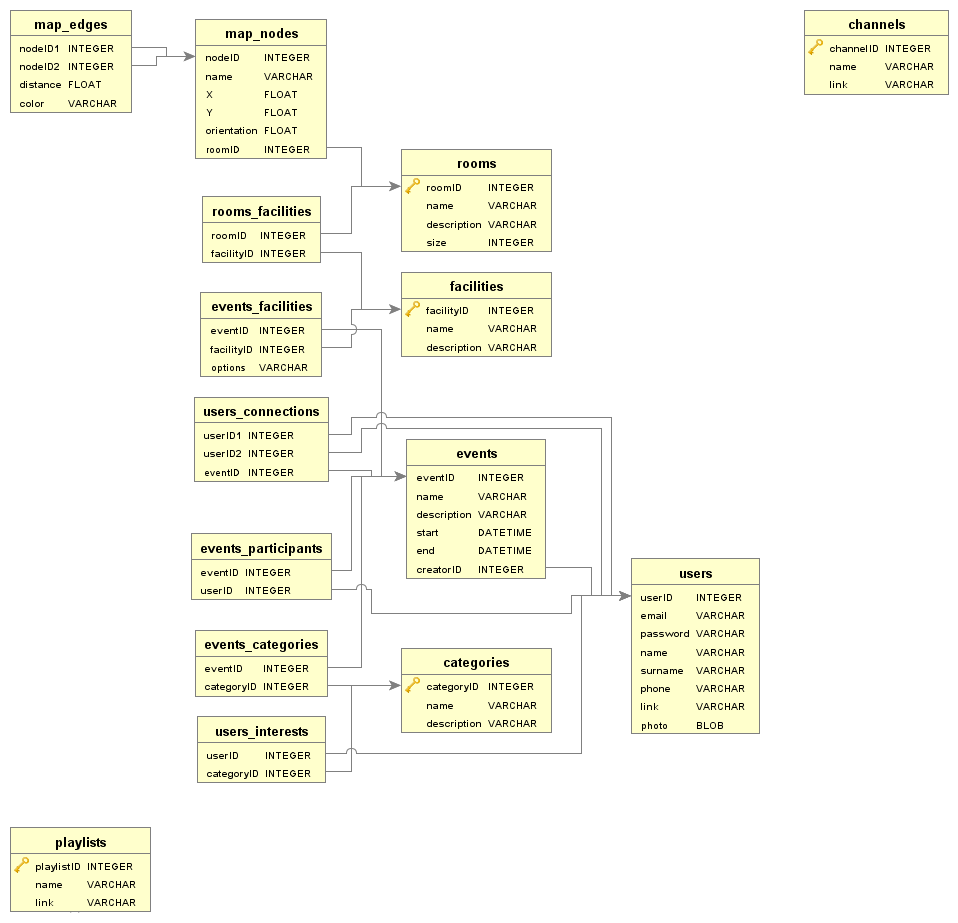 map_edges
nodeID1 INTEGER
nodeID2 INTEGER
distance FLOAT
color VARCHAR
map_nodes
nodeID INTEGER
name VARCHAR
X FLOAT
Y FLOAT
orientation FLOAT
roomID INTEGER
channels
channelID INTEGER
name VARCHAR
link VARCHAR
rooms
roomID INTEGER
name VARCHAR
description VARCHAR
size INTEGER
rooms_facilities
roomID INTEGER
facilityID INTEGER
facilities
facilityID INTEGER
name VARCHAR
description VARCHAR
events_facilities
eventID INTEGER
facilityID INTEGER
options VARCHAR
users_connections
userID1 INTEGER
userID2 INTEGER
eventID INTEGER
events
eventID INTEGER
name VARCHAR
description VARCHAR
start DATETIME
end DATETIME
creatorID INTEGER
events_participants
eventID INTEGER
userID INTEGER
users
userID INTEGER
email VARCHAR
password VARCHAR
name VARCHAR
surname VARCHAR
phone VARCHAR
link VARCHAR
photo BLOB
events_categories
eventID INTEGER
categoryID INTEGER
categories
categoryID INTEGER
name VARCHAR
description VARCHAR
users_interests
userID INTEGER
categoryID INTEGER
playlists
playlistID INTEGER
name VARCHAR
link VARCHAR